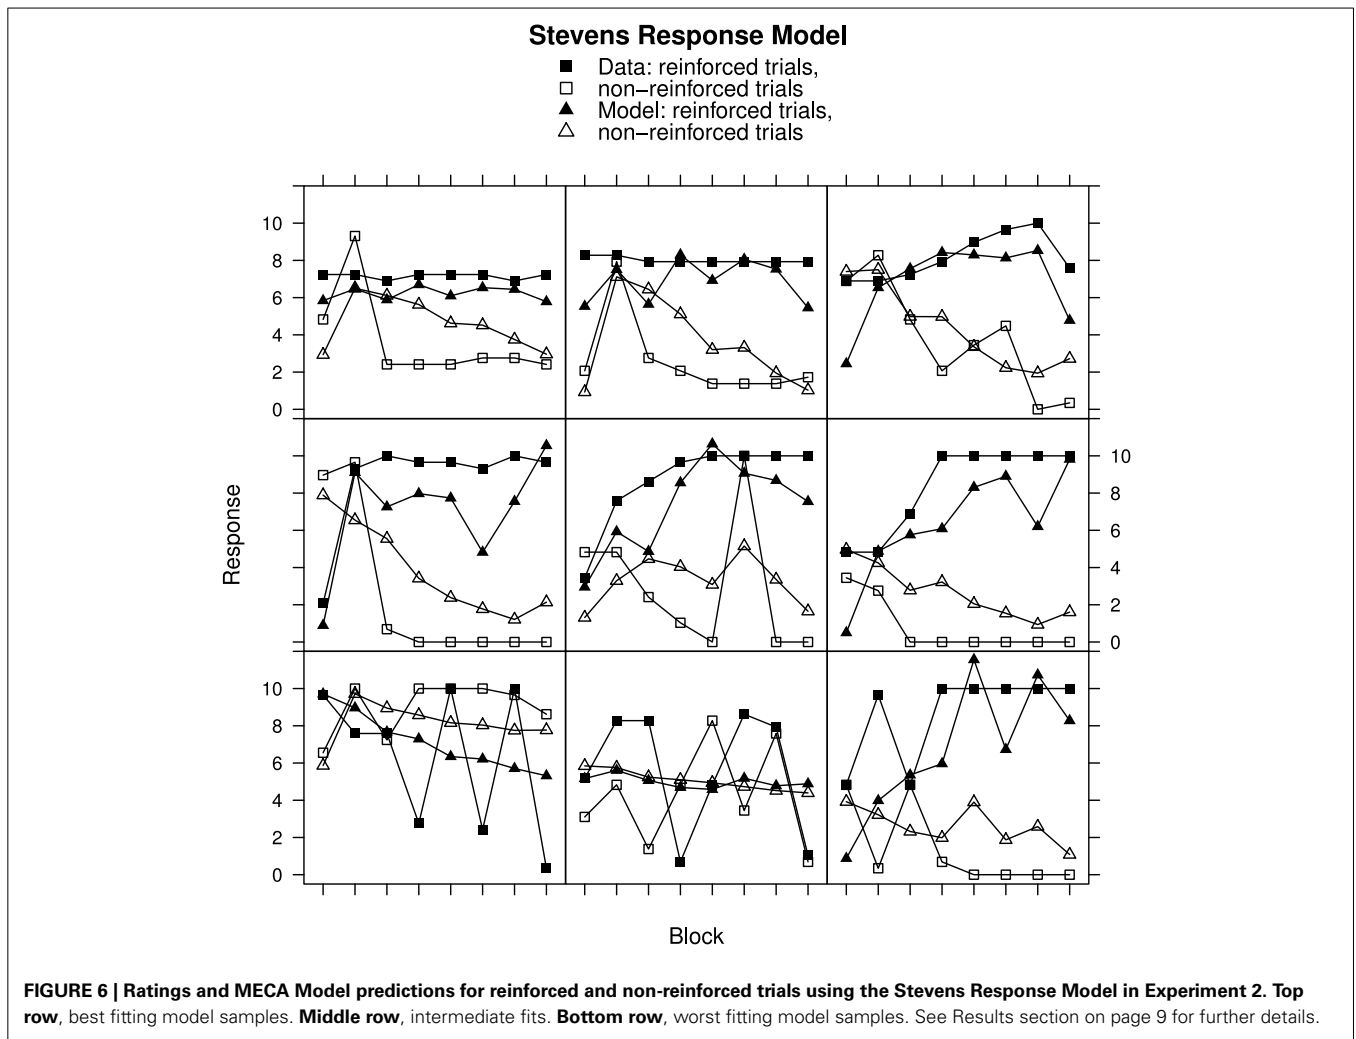 Stevens Response Model
Data: reinforced trials,
non−reinforced trials
Model: reinforced trials,
non−reinforced trials
10
8
6
4
2
0
Response
10
8
6
4
2
0
10
8
6
4
2
0
Block
FIGURE 6 | Ratings and MECA Model predictions for reinforced and non-reinforced trials using the Stevens Response Model in Experiment 2. Top
row, best fitting model samples. Middle row, intermediate fits. Bottom row, worst fitting model samples. See Results section on page 9 for further details.